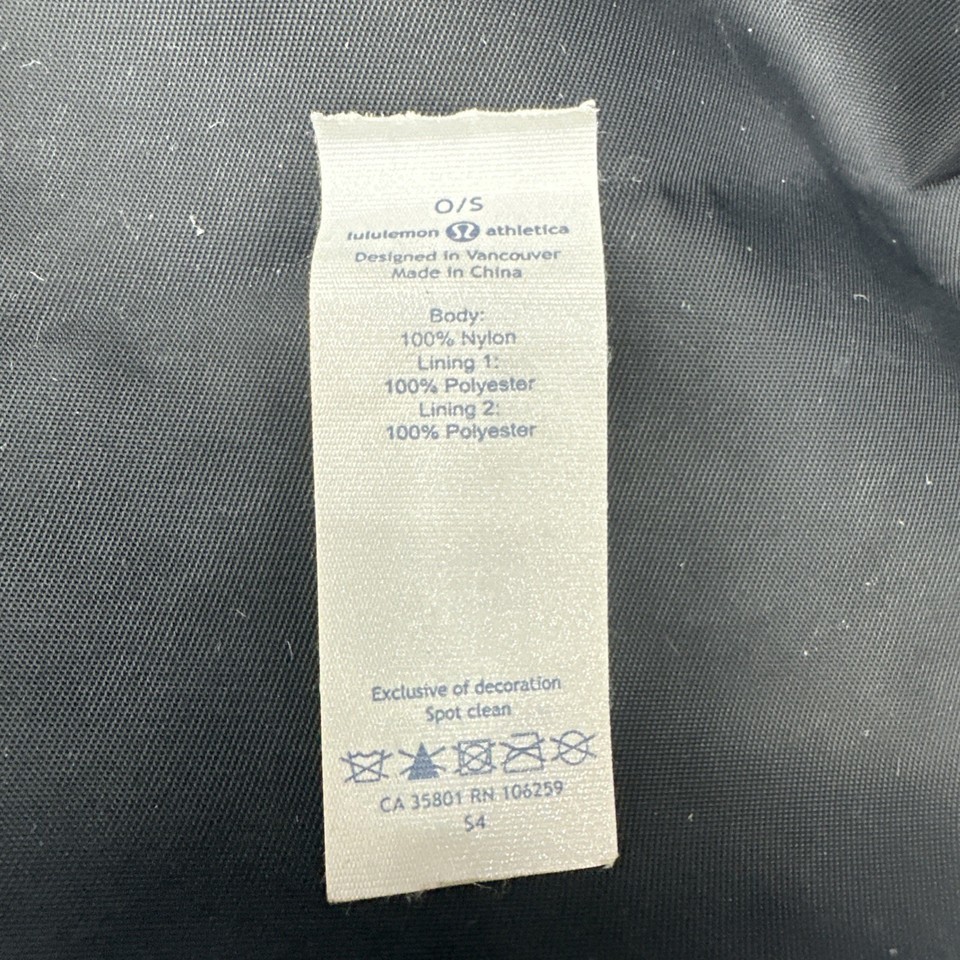 O/S
lululemon athletica
Designed in Vancouver
Made in China
Body:
100% Nylon
Lining 1:
100% Polyester
Lining 2:
100% Polyester
Exclusive of decoration
Spot clean
CA 35801 RN 106259
S4